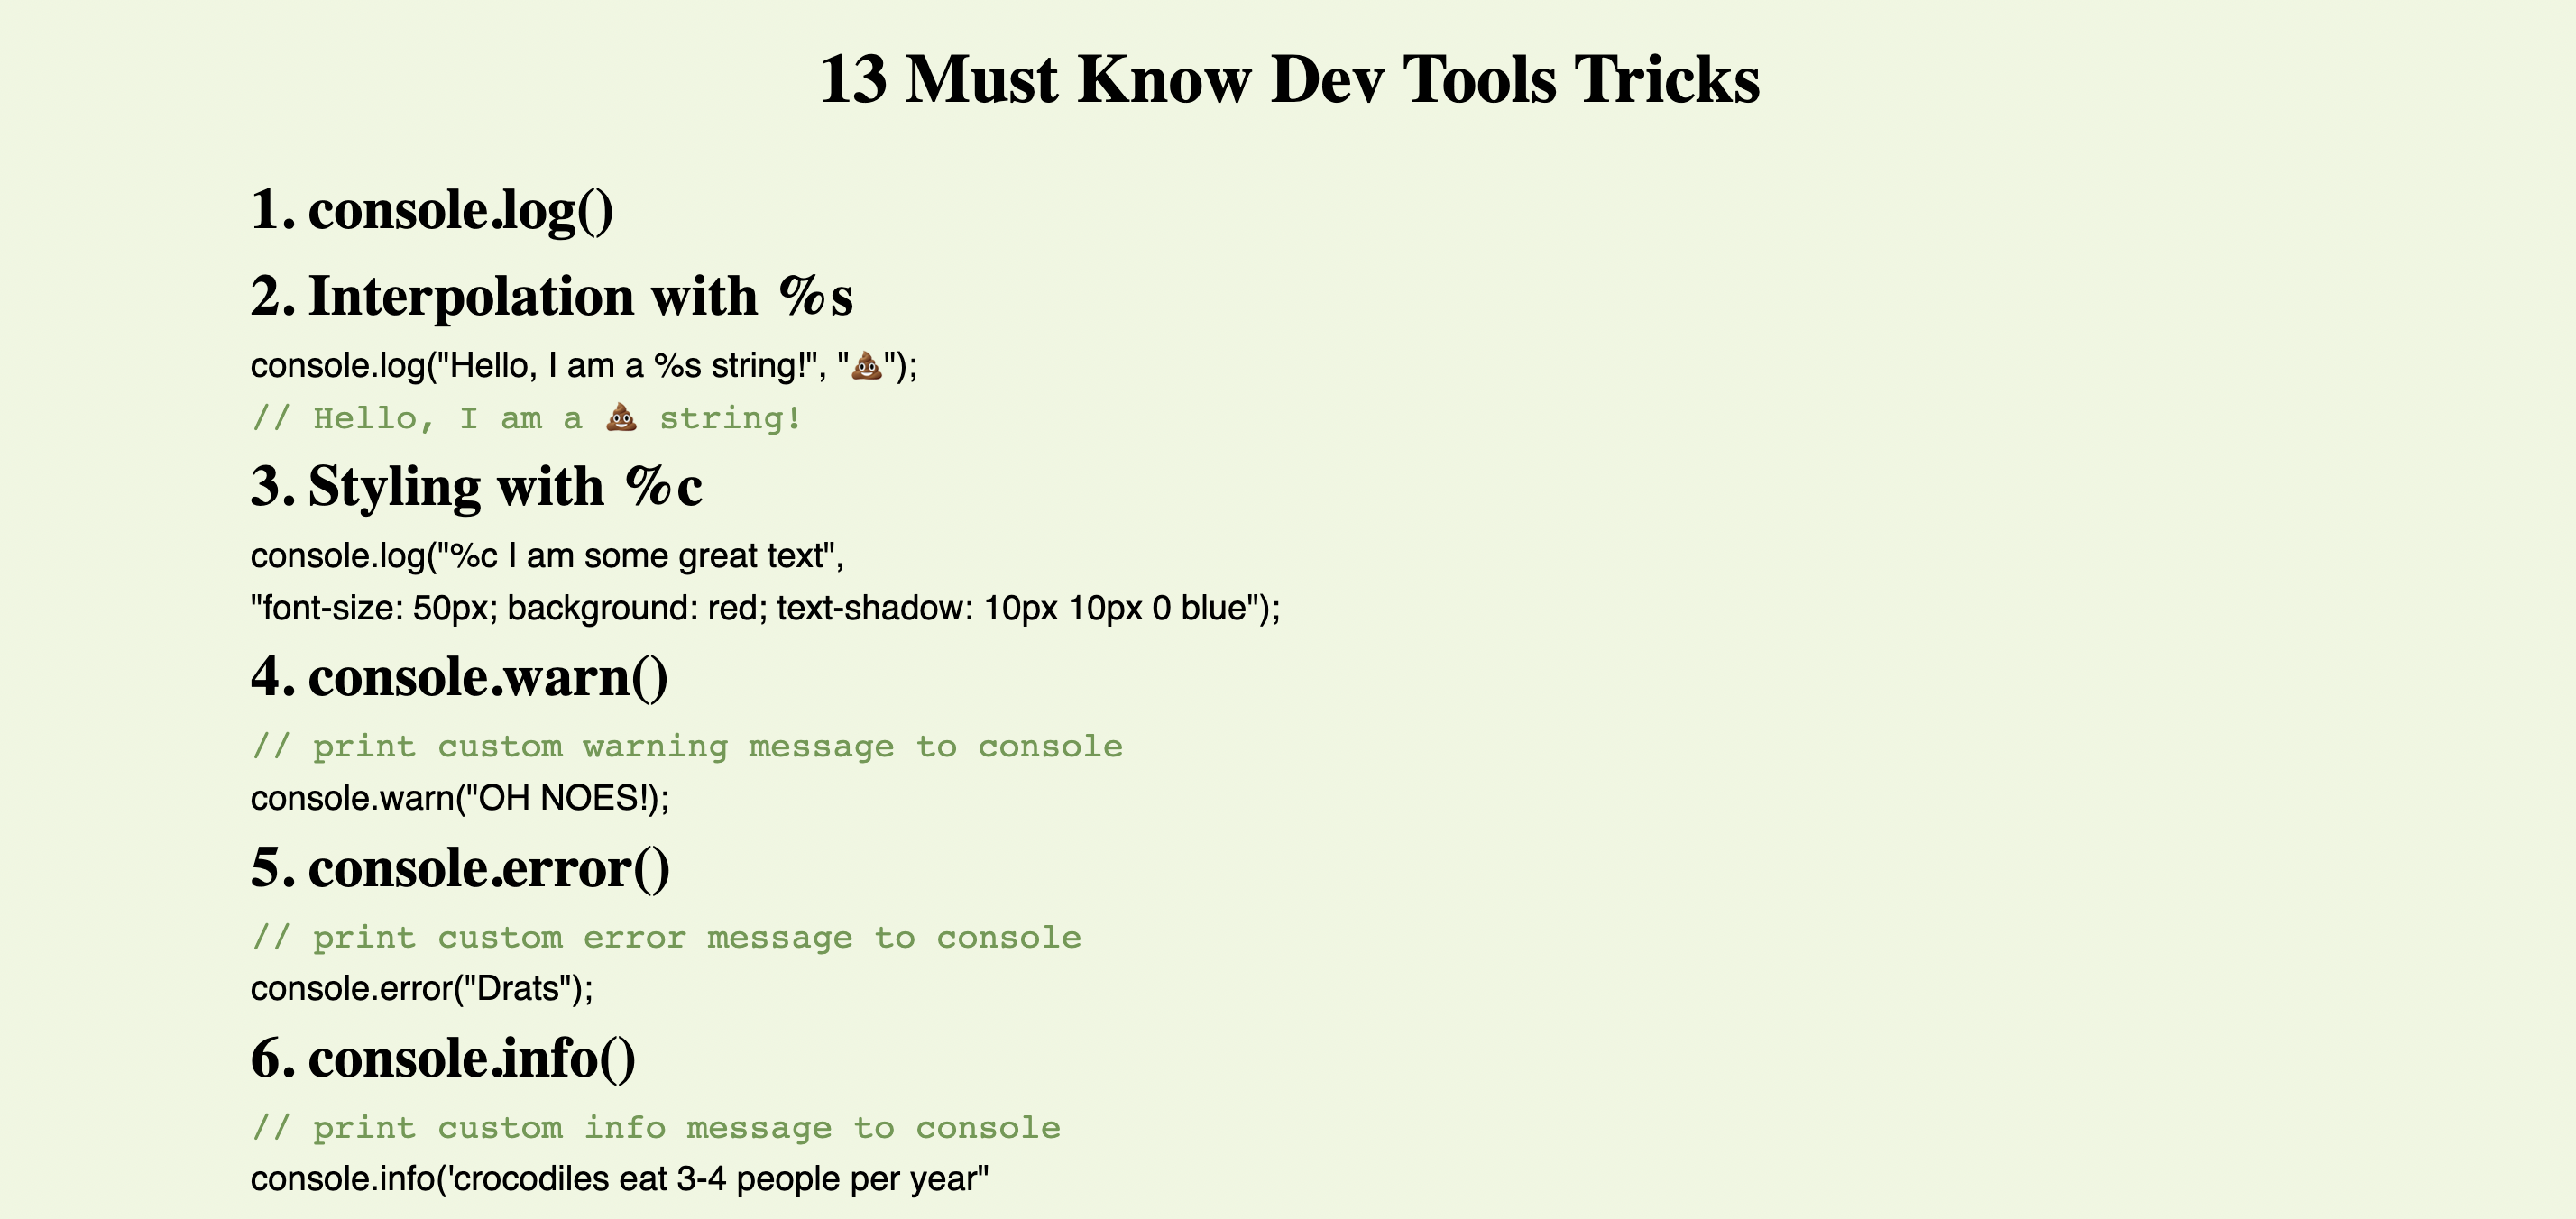 13 Must Know Dev Tools Tricks
1. console.log()
2. Interpolation with %s
console.log("Hello, I am a %s string!", "💩");
// Hello, I am a 💩 string!
3. Styling with %c
console.log("%c I am some great text",
"font-size: 50px; background: red; text-shadow: 10px 10px 0 blue");
4. console.warn()
// print custom warning message to console
console.warn("OH NOES!);
5. console.error()
// print custom error message to console
console.error("Drats");
6. console.info()
// print custom info message to console
console.info('crocodiles eat 3-4 people per year"